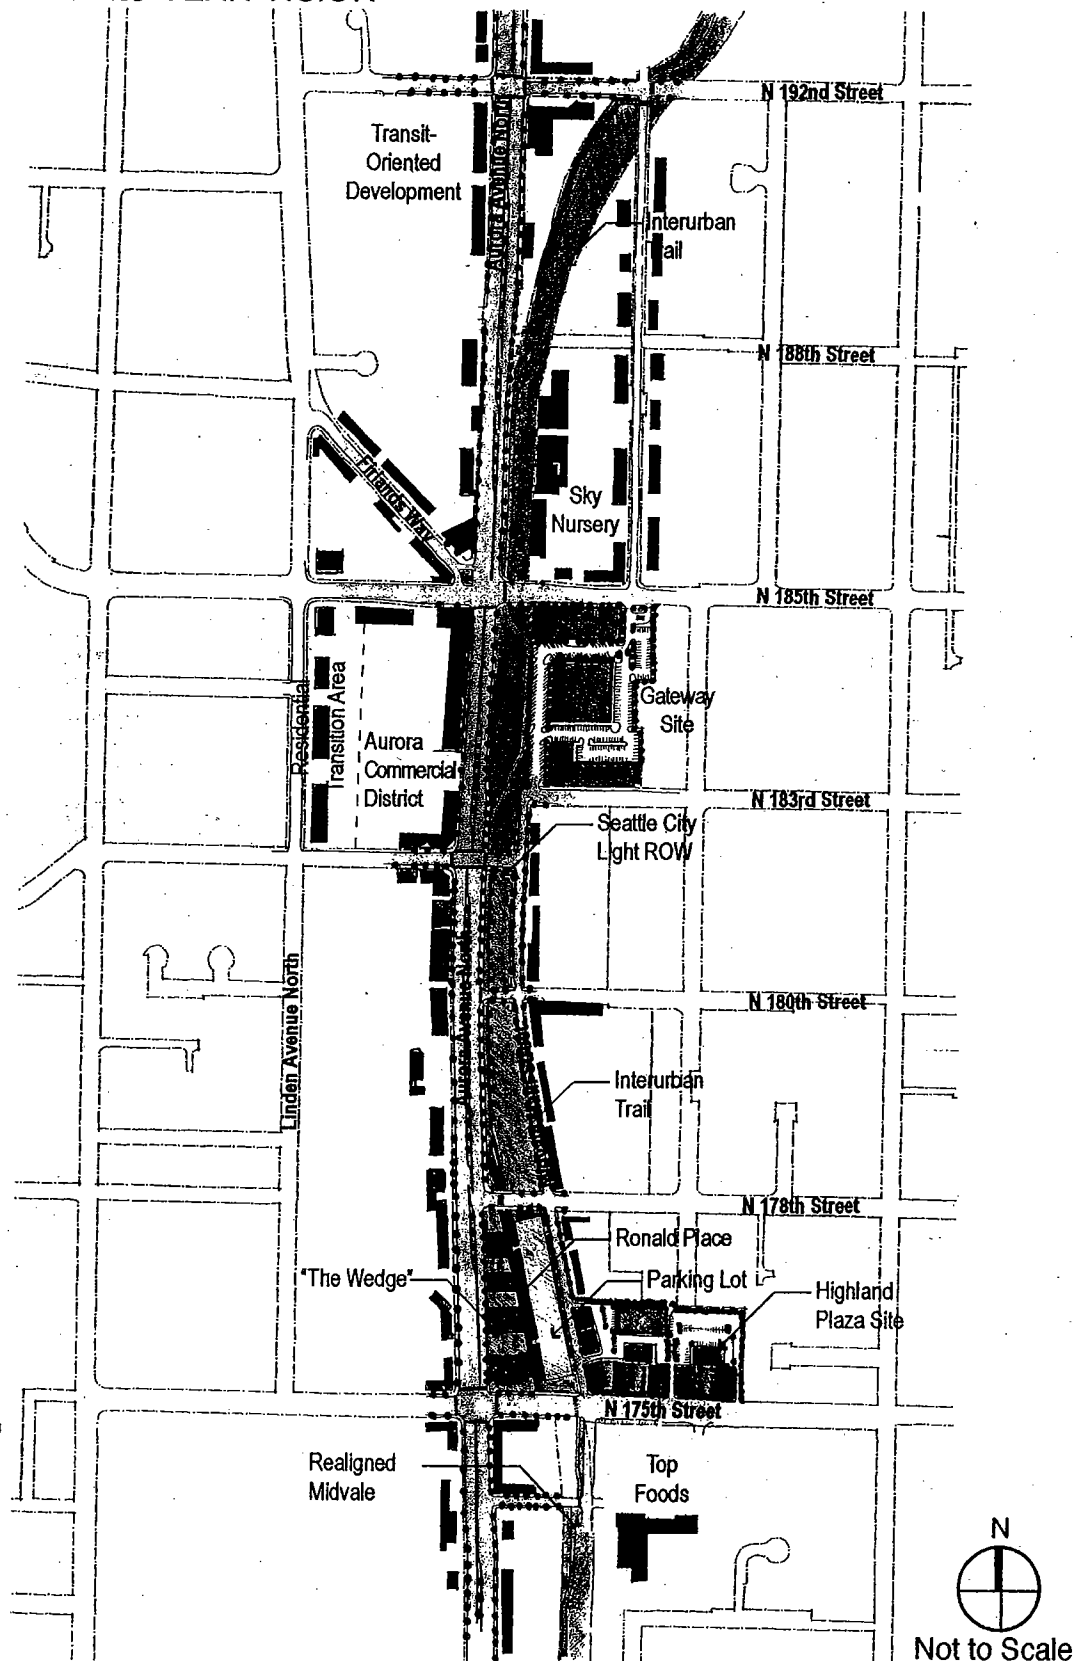 N 192nd Street
Transit-
Oriented
Development
Aurora Avenue North
Interurban
Trail
N 188th Street
Firlands Way
Sky
Nursery
N 185th Street
Residential
Transition Area
Gateway
Site
Aurora
Commercial
District
N 183rd Street
Seattle City
Light ROW
Linden Avenue North
Aurora Avenue North
N 180th Street
Interurban
Trail
N 178th Street
Ronald Place
"The Wedge"
Parking Lot
Highland
Plaza Site
N 175th Street
Realigned
Midvale
Top
Foods
N
Not to Scale